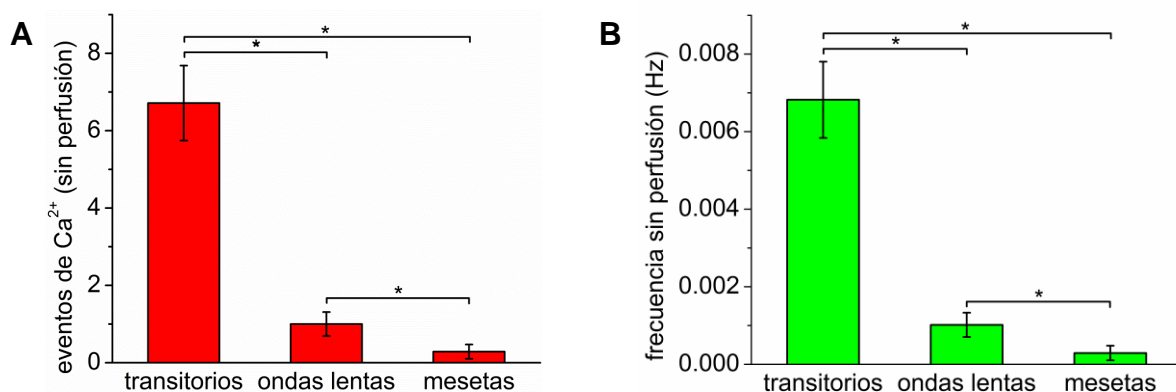 A
eventos de Ca²⁺ (sin perfusión)
8
6
4
2
0
*
*
*
transitorios ondas lentas mesetas
B
frecuencia sin perfusión (Hz)
0.008
0.006
0.004
0.002
0.000
*
*
*
transitorios ondas lentas mesetas